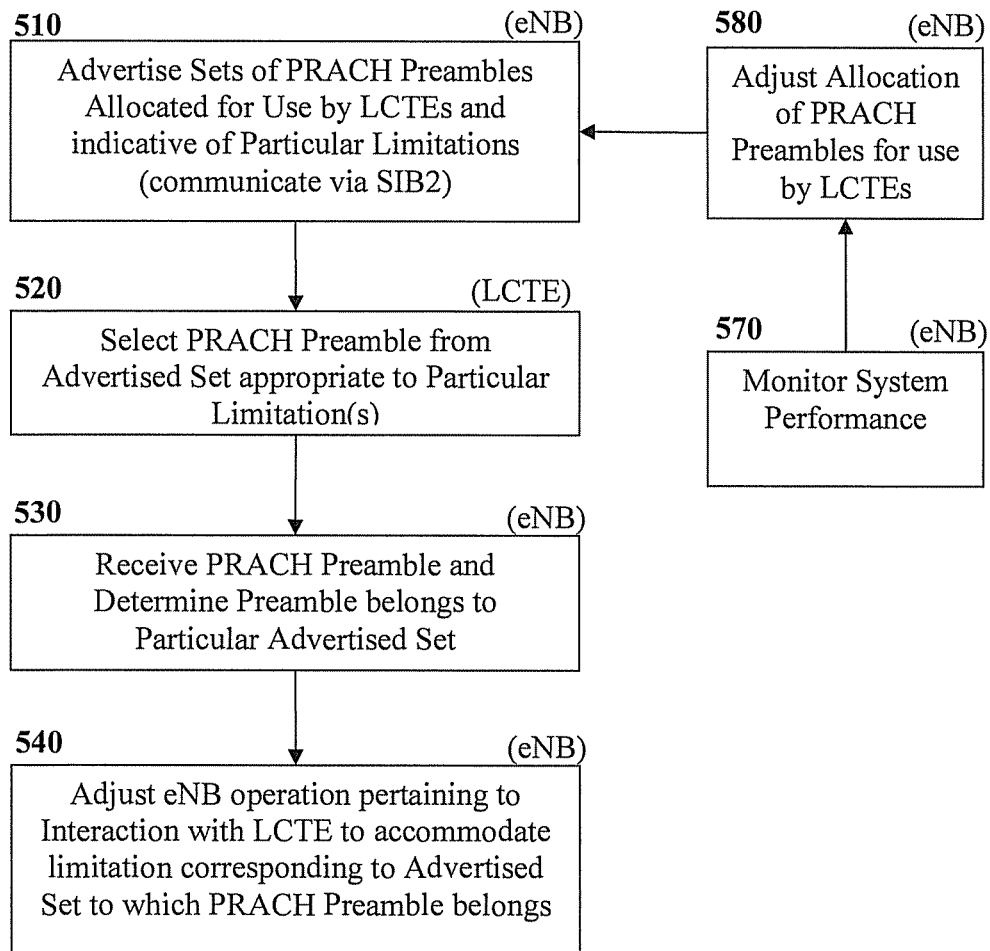 510 (eNB)
Advertise Sets of PRACH Preambles
Allocated for Use by LCTEs and
indicative of Particular Limitations
(communicate via SIB2)
580 (eNB)
Adjust Allocation
of PRACH
Preambles for use
by LCTEs
520 (LCTE)
Select PRACH Preamble from
Advertised Set appropriate to Particular
Limitation(s)
570 (eNB)
Monitor System
Performance
530 (eNB)
Receive PRACH Preamble and
Determine Preamble belongs to
Particular Advertised Set
540 (eNB)
Adjust eNB operation pertaining to
Interaction with LCTE to accommodate
limitation corresponding to Advertised
Set to which PRACH Preamble belongs